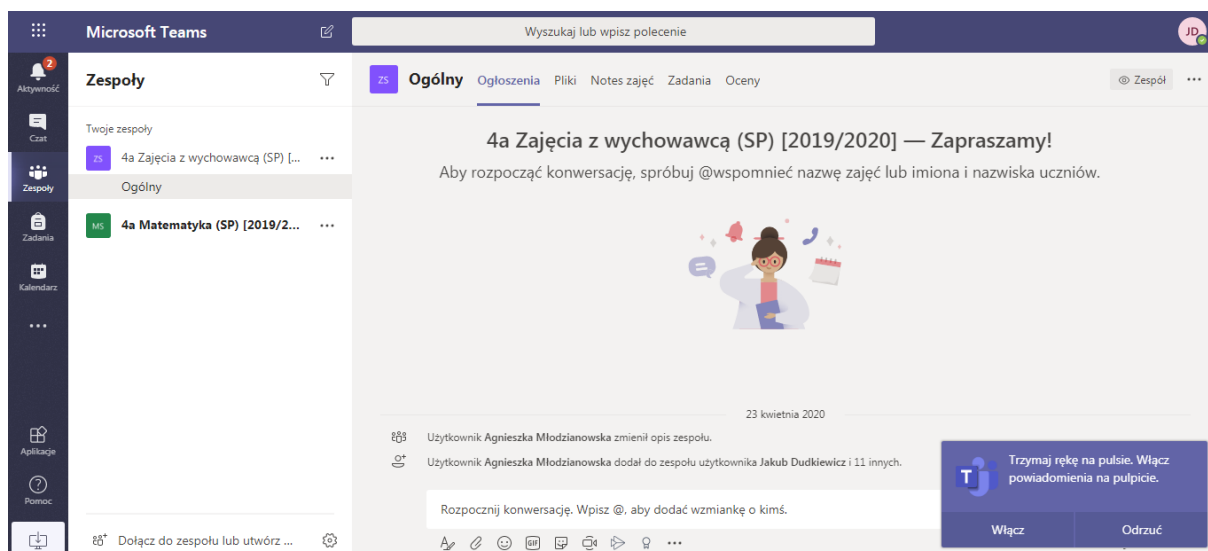 Microsoft Teams
Wyszukaj lub wpisz polecenie
JD
2
Aktywność
Czat
Zespoły
Zadania
Kalendarz
Aplikacje
Pomoc
Zespoły
Twoje zespoły
ZS 4a Zajęcia z wychowawcą (SP) [...
Ogólny
MS 4a Matematyka (SP) [2019/2...
Dołącz do zespołu lub utwórz ...
ZS Ogólny Ogłoszenia Pliki Notes zajęć Zadania Oceny
Zespół
4a Zajęcia z wychowawcą (SP) [2019/2020] — Zapraszamy!
Aby rozpocząć konwersację, spróbuj @wspomnieć nazwę zajęć lub imiona i nazwiska uczniów.
23 kwietnia 2020
Użytkownik Agnieszka Młodzianowska zmienił opis zespołu.
Użytkownik Agnieszka Młodzianowska dodał do zespołu użytkownika Jakub Dudkiewicz i 11 innych.
Rozpocznij konwersację. Wpisz @, aby dodać wzmiankę o kimś.
GIF
T
Trzymaj rękę na pulsie. Włącz
powiadomienia na pulpicie.
Włącz Odrzuć